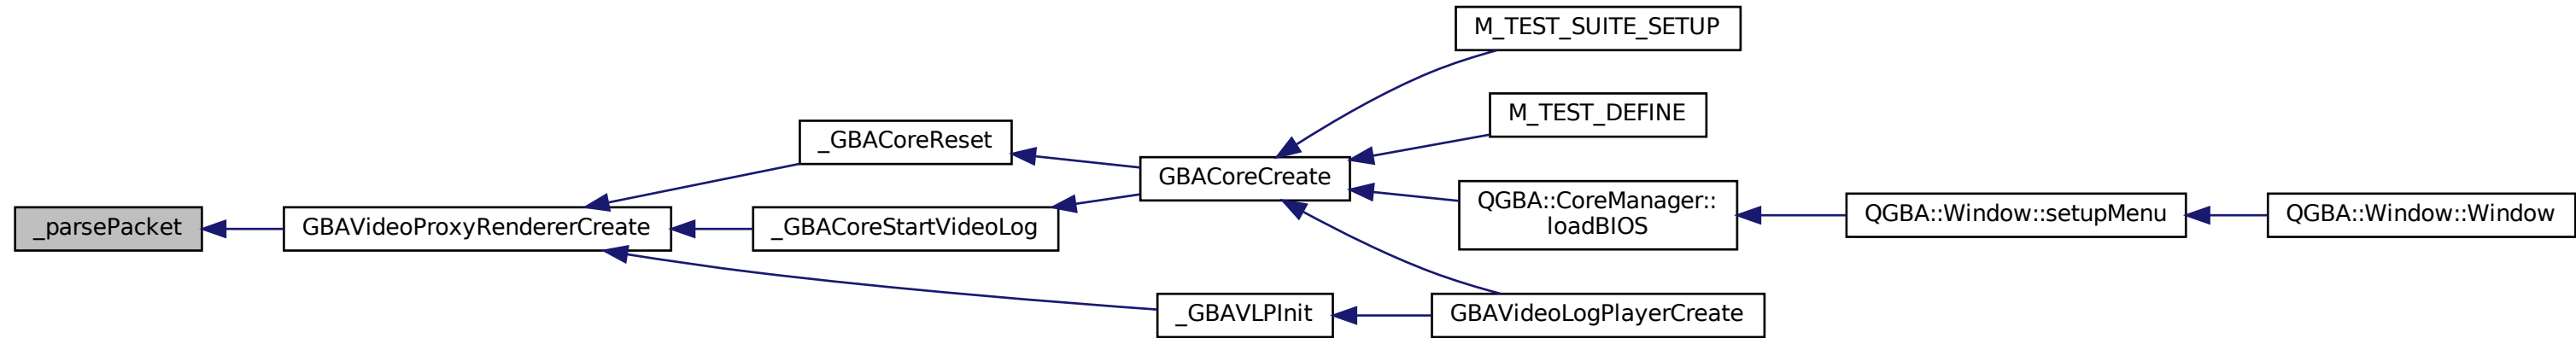 M_TEST_SUITE_SETUP
M_TEST_DEFINE
_GBACoreReset
GBACoreCreate
QGBA::CoreManager::
loadBIOS
QGBA::Window::setupMenu
QGBA::Window::Window
_parsePacket
GBAVideoProxyRendererCreate
_GBACoreStartVideoLog
_GBAVLPInit
GBAVideoLogPlayerCreate